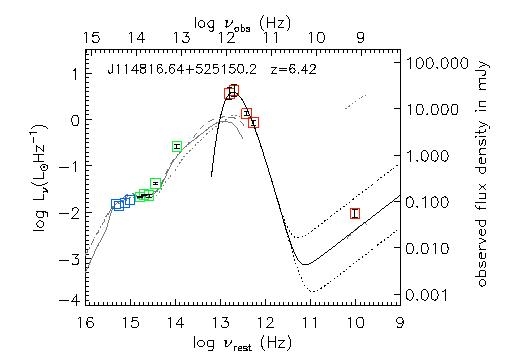 log ν_obs (Hz)
15 14 13 12 11 10 9
J114816.64+525150.2 z=6.42
log L_ν(L_⊙Hz⁻¹)
1
0
−1
−2
−3
−4
100.000
10.000
1.000
0.100
0.010
0.001
observed flux density in mJy
16 15 14 13 12 11 10 9
log ν_rest (Hz)